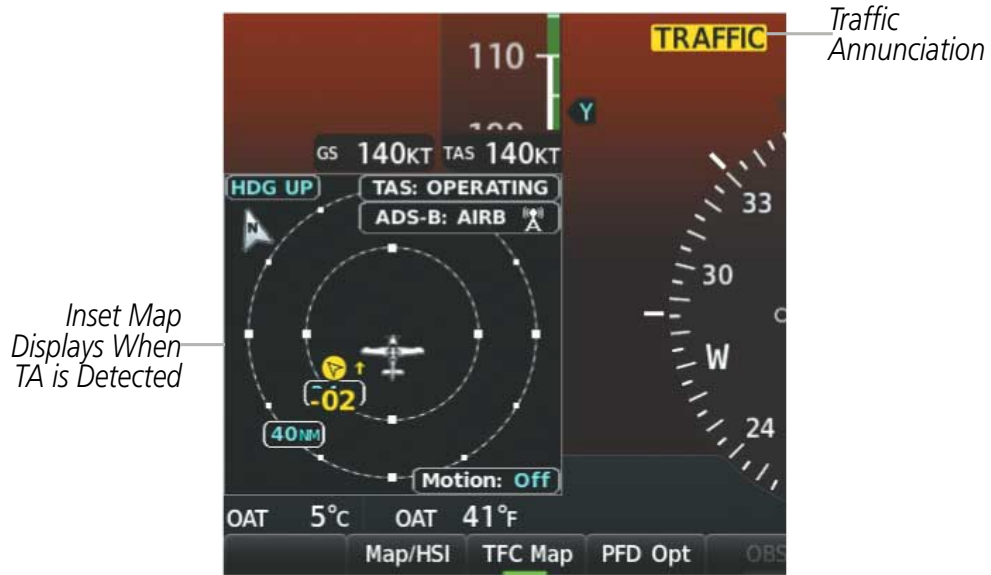 Traffic
Annunciation
TRAFFIC
110
Y
GS 140KT TAS 140KT
HDG UP
TAS: OPERATING
ADS-B: AIRB
N
33
30
Inset Map
Displays When
TA is Detected
W
-02
24
40NM
Motion: Off
OAT 5°C OAT 41°F
Map/HSI TFC Map PFD Opt OBS